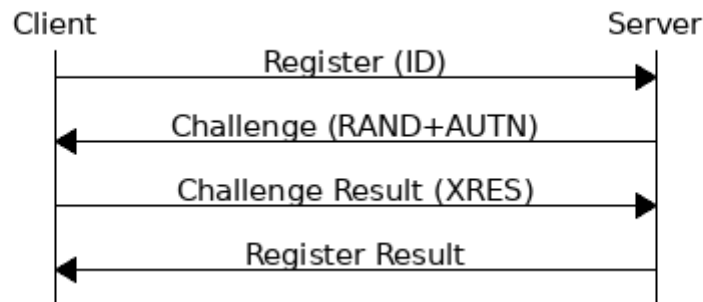 Client Server
Register (ID)
Challenge (RAND+AUTN)
Challenge Result (XRES)
Register Result